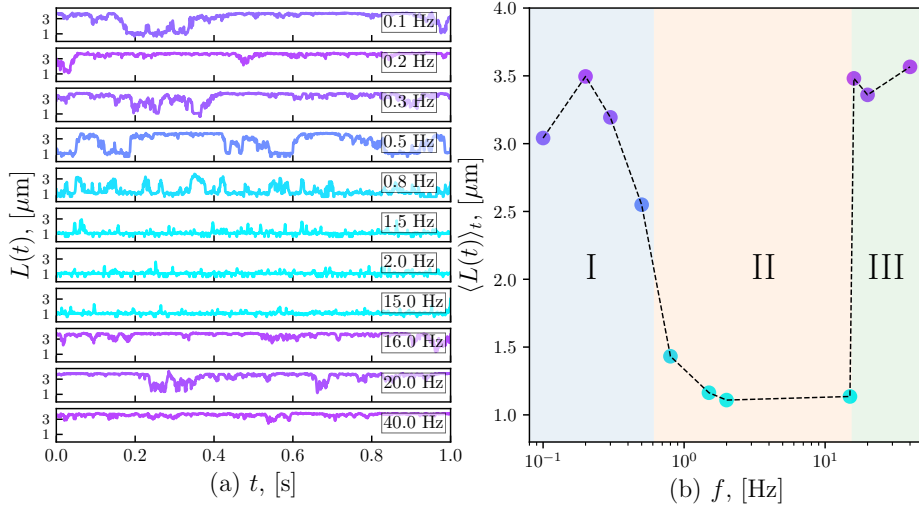 3
1
0.1 Hz
3
1
0.2 Hz
3
1
0.3 Hz
3
1
0.5 Hz
3
1
0.8 Hz
3
1
1.5 Hz
3
1
2.0 Hz
3
1
15.0 Hz
3
1
16.0 Hz
3
1
20.0 Hz
3
1
40.0 Hz
L(t), [μm]
0.0 0.2 0.4 0.6 0.8 1.0
(a) t, [s]
4.0
3.5
3.0
2.5
2.0
1.5
1.0
⟨L(t)⟩ₜ, [μm]
I
II
III
10⁻¹ 10⁰ 10¹
(b) f, [Hz]